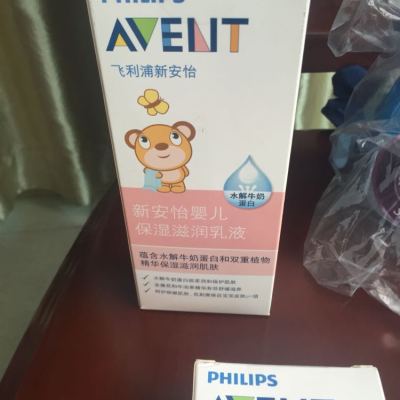 PHILIPS
AVENT
飞利浦新安怡
水解牛奶
蛋白
新安怡婴儿
保湿滋润乳液
蕴含水解牛奶蛋白和双重植物
精华保湿滋润肌肤
PHILIPS
AVENT